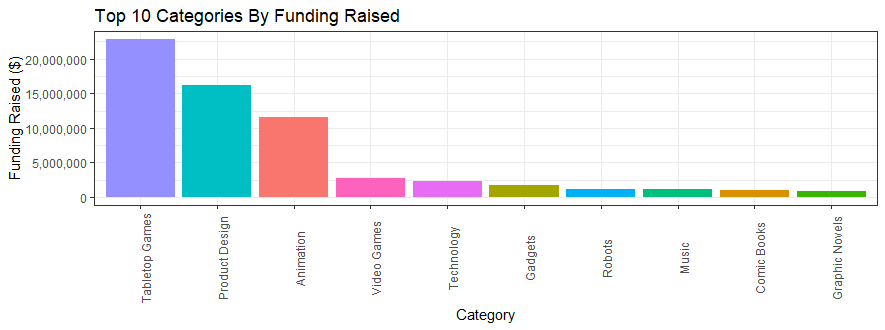 Top 10 Categories By Funding Raised
Funding Raised ($)
20,000,000
15,000,000
10,000,000
5,000,000
0
Tabletop Games
Product Design
Animation
Video Games
Technology
Gadgets
Robots
Music
Comic Books
Graphic Novels
Category